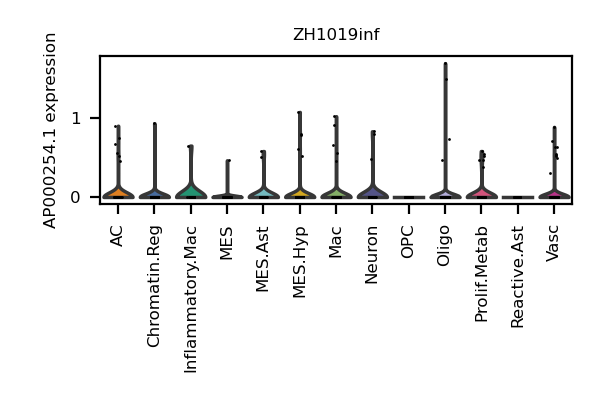 ZH1019inf
AP000254.1 expression
1
0
AC
Chromatin.Reg
Inflammatory.Mac
MES
MES.Ast
MES.Hyp
Mac
Neuron
OPC
Oligo
Prolif.Metab
Reactive.Ast
Vasc